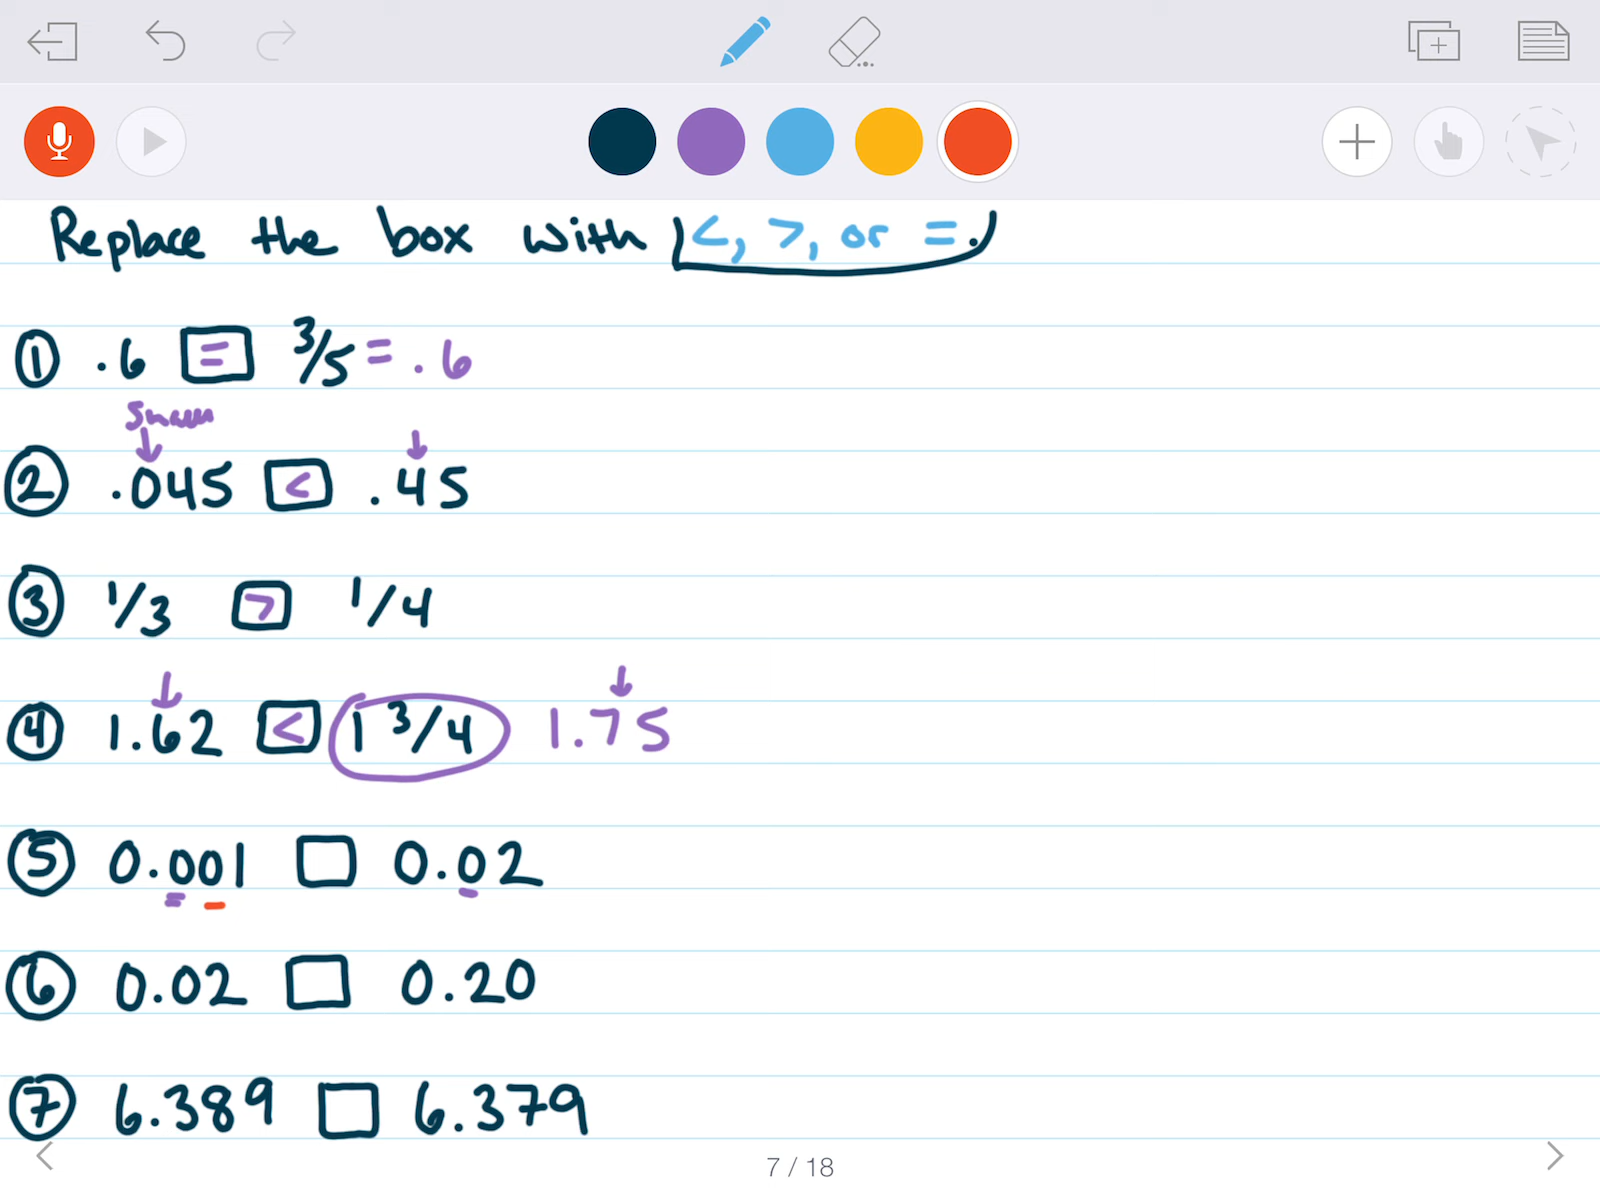 Replace the box with <, >, or =.
① .6 = 3/5 = .6
② .045 < .45
③ 1/3 > 1/4
④ 1.62 < 1 3/4 1.75
⑤ 0.001 □ 0.02
⑥ 0.02 □ 0.20
⑦ 6.389 □ 6.379
7 / 18